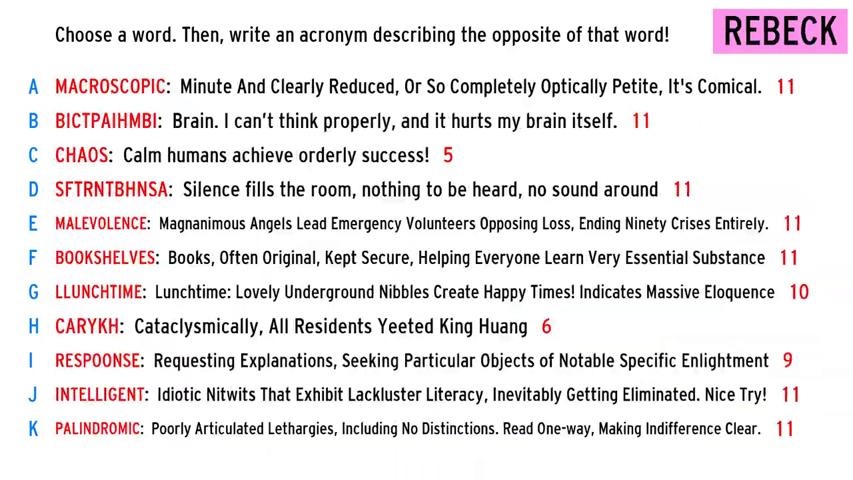 Choose a word. Then, write an acronym describing the opposite of that word!
REBECK
A MACROSCOPIC: Minute And Clearly Reduced, Or So Completely Optically Petite, It's Comical. 11
B BICTPAIHMBI: Brain. I can't think properly, and it hurts my brain itself. 11
C CHAOS: Calm humans achieve orderly success! 5
D SFTRNTBHNSA: Silence fills the room, nothing to be heard, no sound around 11
E MALEVOLENCE: Magnanimous Angels Lead Emergency Volunteers Opposing Loss, Ending Ninety Crises Entirely. 11
F BOOKSHELVES: Books, Often Original, Kept Secure, Helping Everyone Learn Very Essential Substance 11
G LLUNCHTIME: Lunchtime: Lovely Underground Nibbles Create Happy Times! Indicates Massive Eloquence 10
H CARYKH: Cataclysmically, All Residents Yeeted King Huang 6
I RESPOONSE: Requesting Explanations, Seeking Particular Objects of Notable Specific Enlightment 9
J INTELLIGENT: Idiotic Nitwits That Exhibit Lackluster Literacy, Inevitably Getting Eliminated. Nice Try! 11
K PALINDROMIC: Poorly Articulated Lethargies, Including No Distinctions. Read One-way, Making Indifference Clear. 11